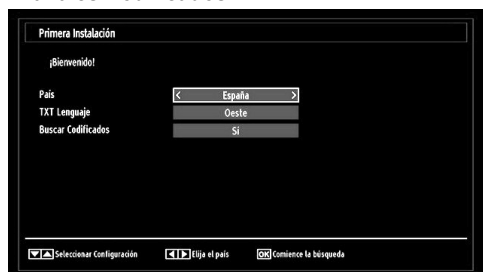 Primera Instalación
¡Bienvenido!
País < España >
TXT Lenguaje Oeste
Buscar Codificados Si
Seleccionar Configuración Elija el país OK Comience la búsqueda